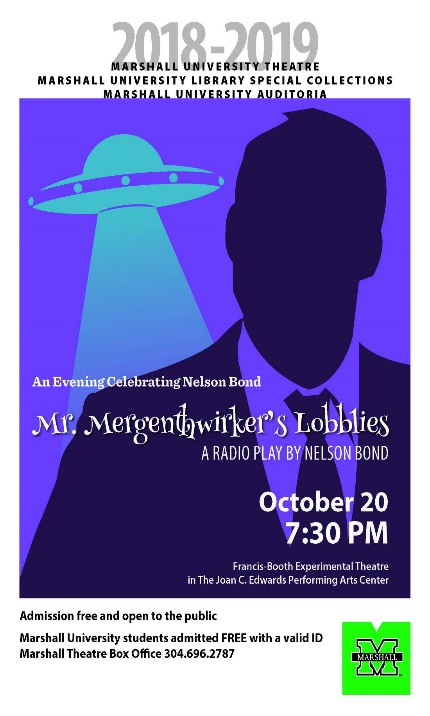 2018-2019
MARSHALL UNIVERSITY THEATRE
MARSHALL UNIVERSITY LIBRARY SPECIAL COLLECTIONS
MARSHALL UNIVERSITY AUDITORIA
An Evening Celebrating Nelson Bond
Mr. Mergenthwirker's Lobblies
A RADIO PLAY BY NELSON BOND
October 20
7:30 PM
Francis-Booth Experimental Theatre
in The Joan C. Edwards Performing Arts Center
Admission free and open to the public
Marshall University students admitted FREE with a valid ID
Marshall Theatre Box Office 304.696.2787
M
MARSHALL